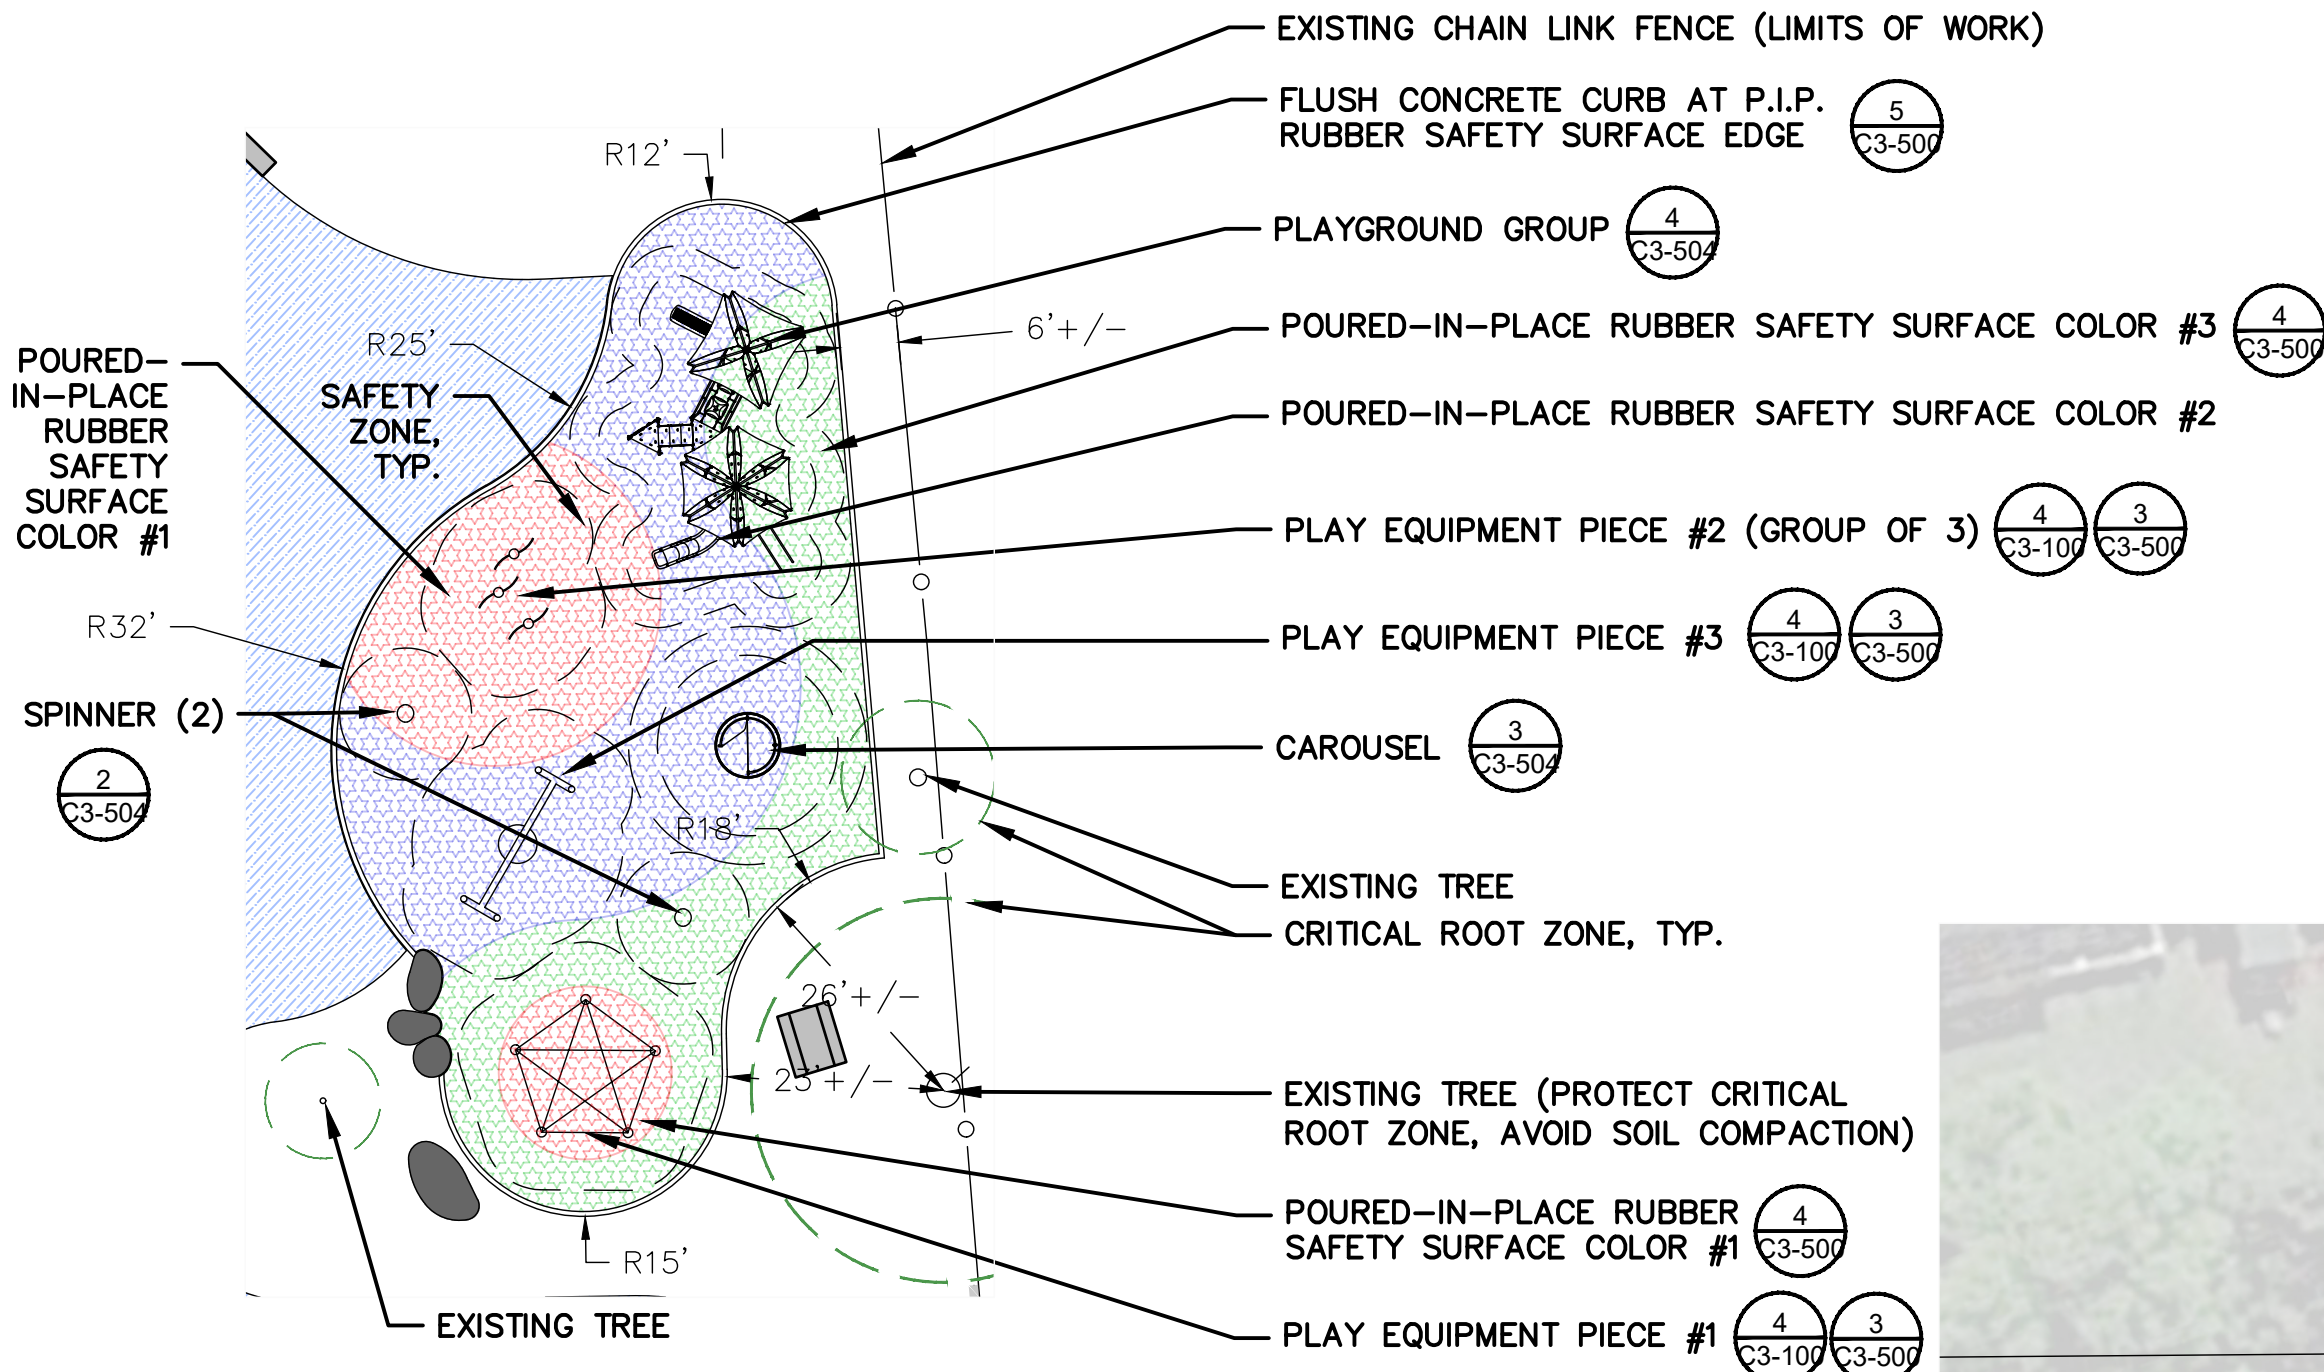 EXISTING CHAIN LINK FENCE (LIMITS OF WORK)
FLUSH CONCRETE CURB AT P.I.P.
RUBBER SAFETY SURFACE EDGE
5
C3-500
R12'
PLAYGROUND GROUP
4
C3-504
POURED-IN-PLACE RUBBER SAFETY SURFACE COLOR #3
4
C3-500
6'+/-
R25'
POURED-
IN-PLACE
RUBBER
SAFETY
SURFACE
COLOR #1
SAFETY
ZONE,
TYP.
POURED-IN-PLACE RUBBER SAFETY SURFACE COLOR #2
PLAY EQUIPMENT PIECE #2 (GROUP OF 3)
4
C3-100
3
C3-500
R32'
PLAY EQUIPMENT PIECE #3
4
C3-100
3
C3-500
SPINNER (2)
2
C3-504
CAROUSEL
3
C3-504
R18'
EXISTING TREE
CRITICAL ROOT ZONE, TYP.
26'+/-
25'+/-
EXISTING TREE (PROTECT CRITICAL
ROOT ZONE, AVOID SOIL COMPACTION)
POURED-IN-PLACE RUBBER
SAFETY SURFACE COLOR #1
4
C3-500
R15'
EXISTING TREE
PLAY EQUIPMENT PIECE #1
4
C3-100
3
C3-500